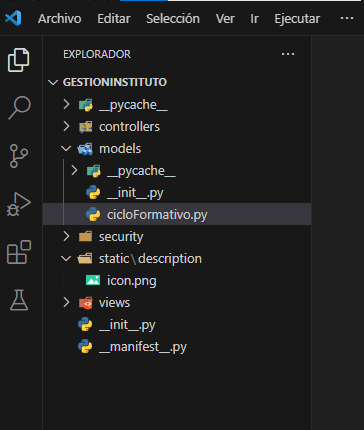 Archivo Editar Selección Ver Ir Ejecutar ···
EXPLORADOR ···
GESTIONINSTITUTO
__pycache__
controllers
models
__pycache__
__init__.py
cicloFormativo.py
security
static\description
icon.png
views
__init__.py
__manifest__.py